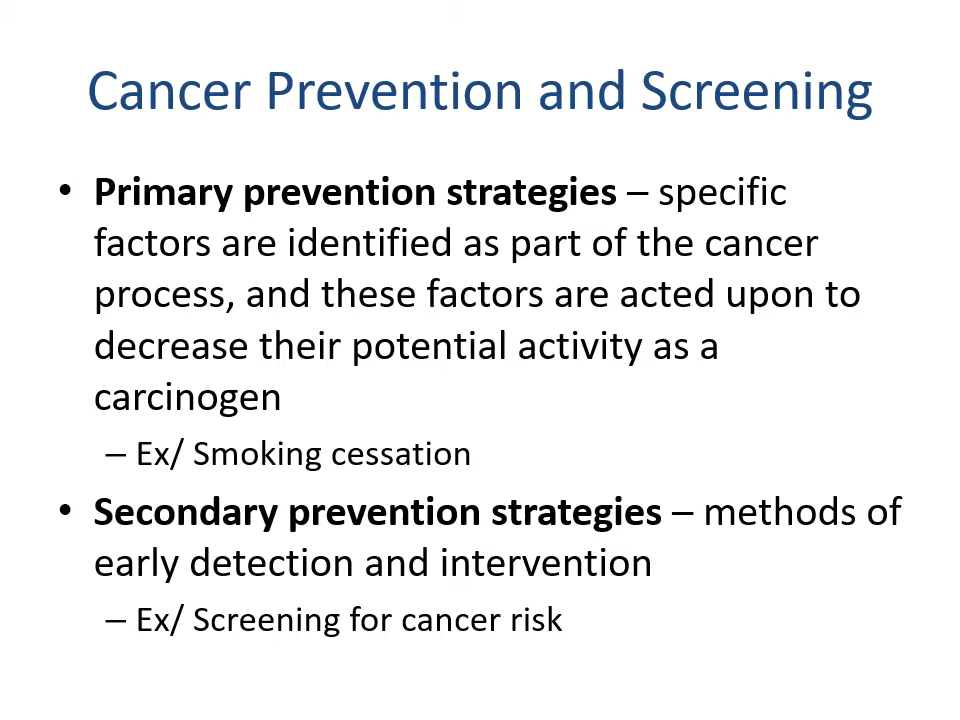 Cancer Prevention and Screening
• Primary prevention strategies – specific
factors are identified as part of the cancer
process, and these factors are acted upon to
decrease their potential activity as a
carcinogen
– Ex/ Smoking cessation
• Secondary prevention strategies – methods of
early detection and intervention
– Ex/ Screening for cancer risk